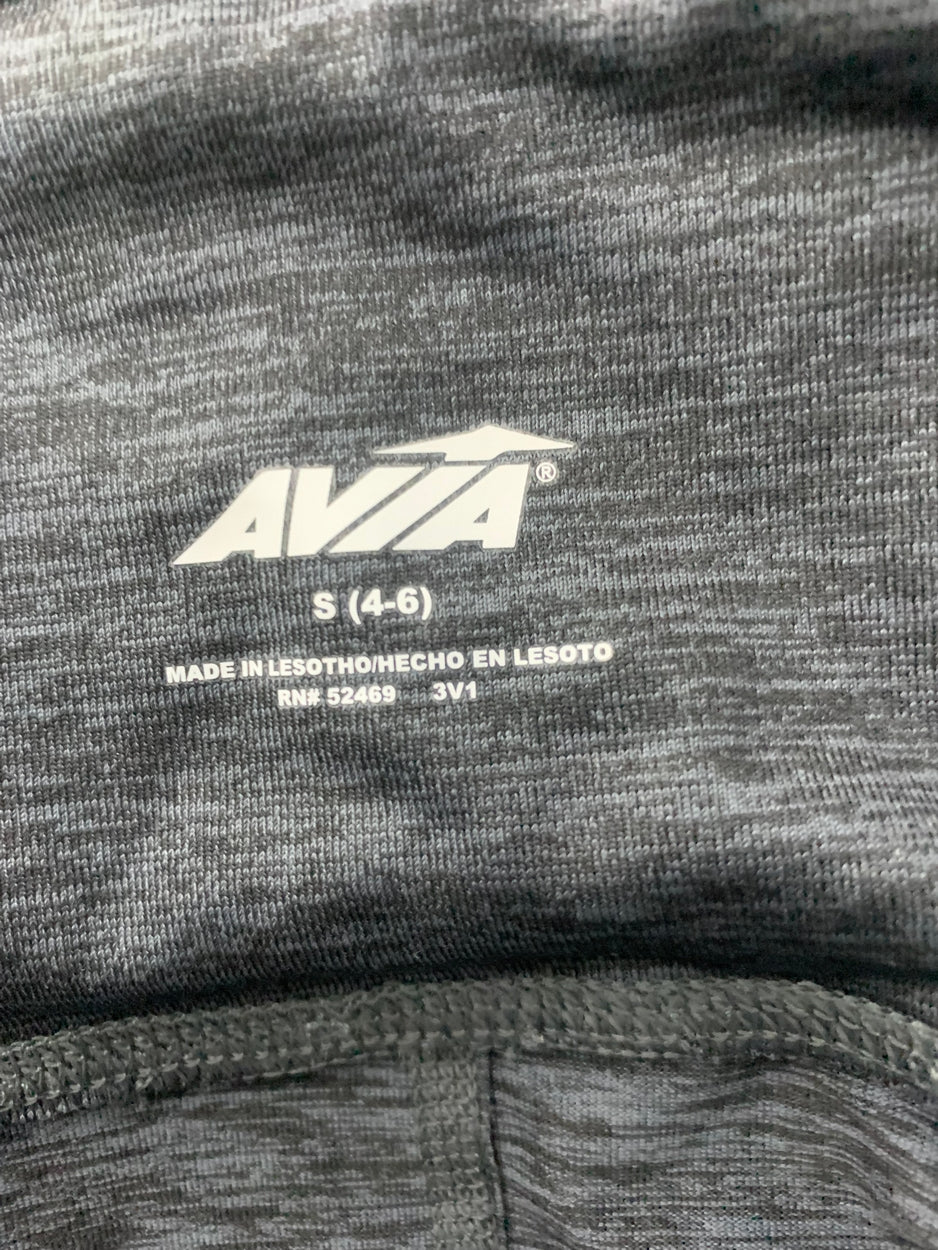 AVIA®
S (4-6)
MADE IN LESOTHO/HECHO EN LESOTO
RN# 52469 3V1